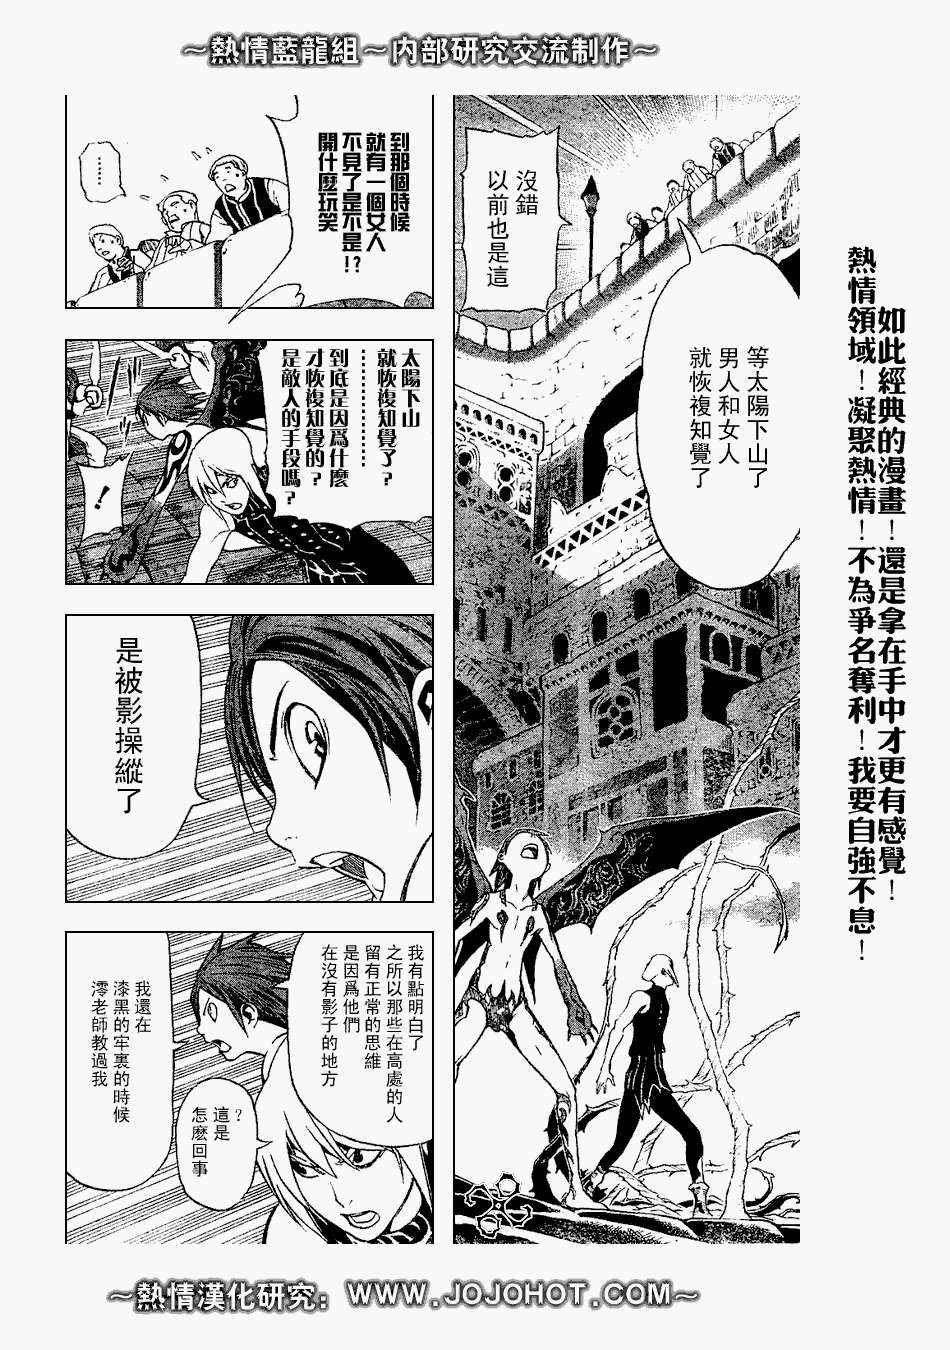 ～熱情藍龍組～内部研究交流制作～
如此經典的漫畫！還是拿在手中才更有感覺！
熱情領域！凝聚熱情！不為爭名奪利！我要自強不息！
沒錯
以前也是這
等太陽下山了
男人和女人
就恢複知覺了
到那個時候
就有一個女人
不見了是不是!?
開什麼玩笑
……
太陽下山
就恢複知覺了?
………………
到底是因爲什麼
才恢複知覺的?
是敵人的手段嗎?
!
是被影操縱了
我有點明白了
之所以那些在高處的人
留有正常的思維
是因爲他們
在沒有影子的地方
?
這是
怎麽回事
我還在
漆黑的牢裏的時候
澪老師教過我
～熱情漢化研究：WWW.JOJOHOT.COM～